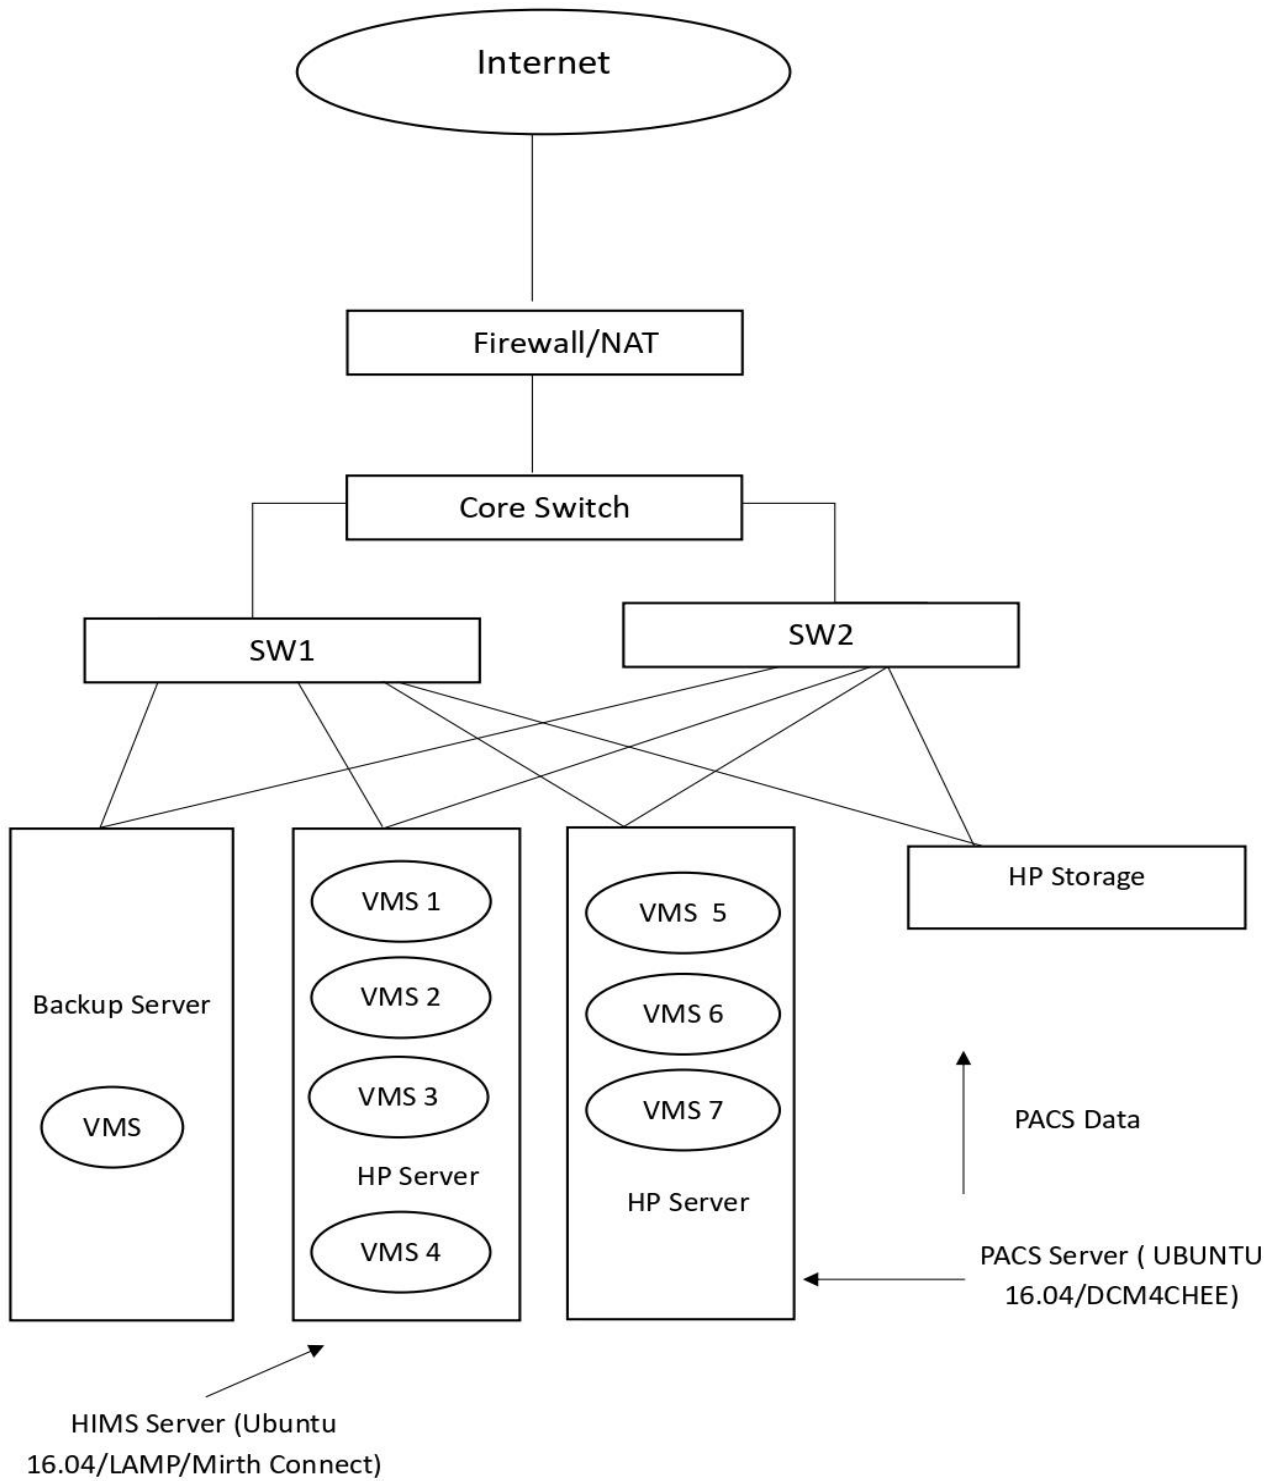 Internet
Firewall/NAT
Core Switch
SW1
SW2
Backup Server
VMS
VMS 1
VMS 2
VMS 3
HP Server
VMS 4
VMS  5
VMS 6
VMS 7
HP Server
HP Storage
PACS Data
PACS Server ( UBUNTU
16.04/DCM4CHEE)
HIMS Server (Ubuntu
16.04/LAMP/Mirth Connect)